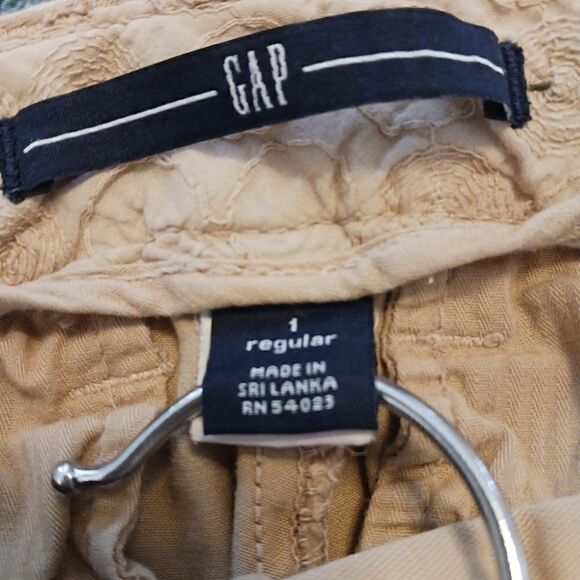 GAP
1
regular
MADE IN
SRI LANKA
RN 54023